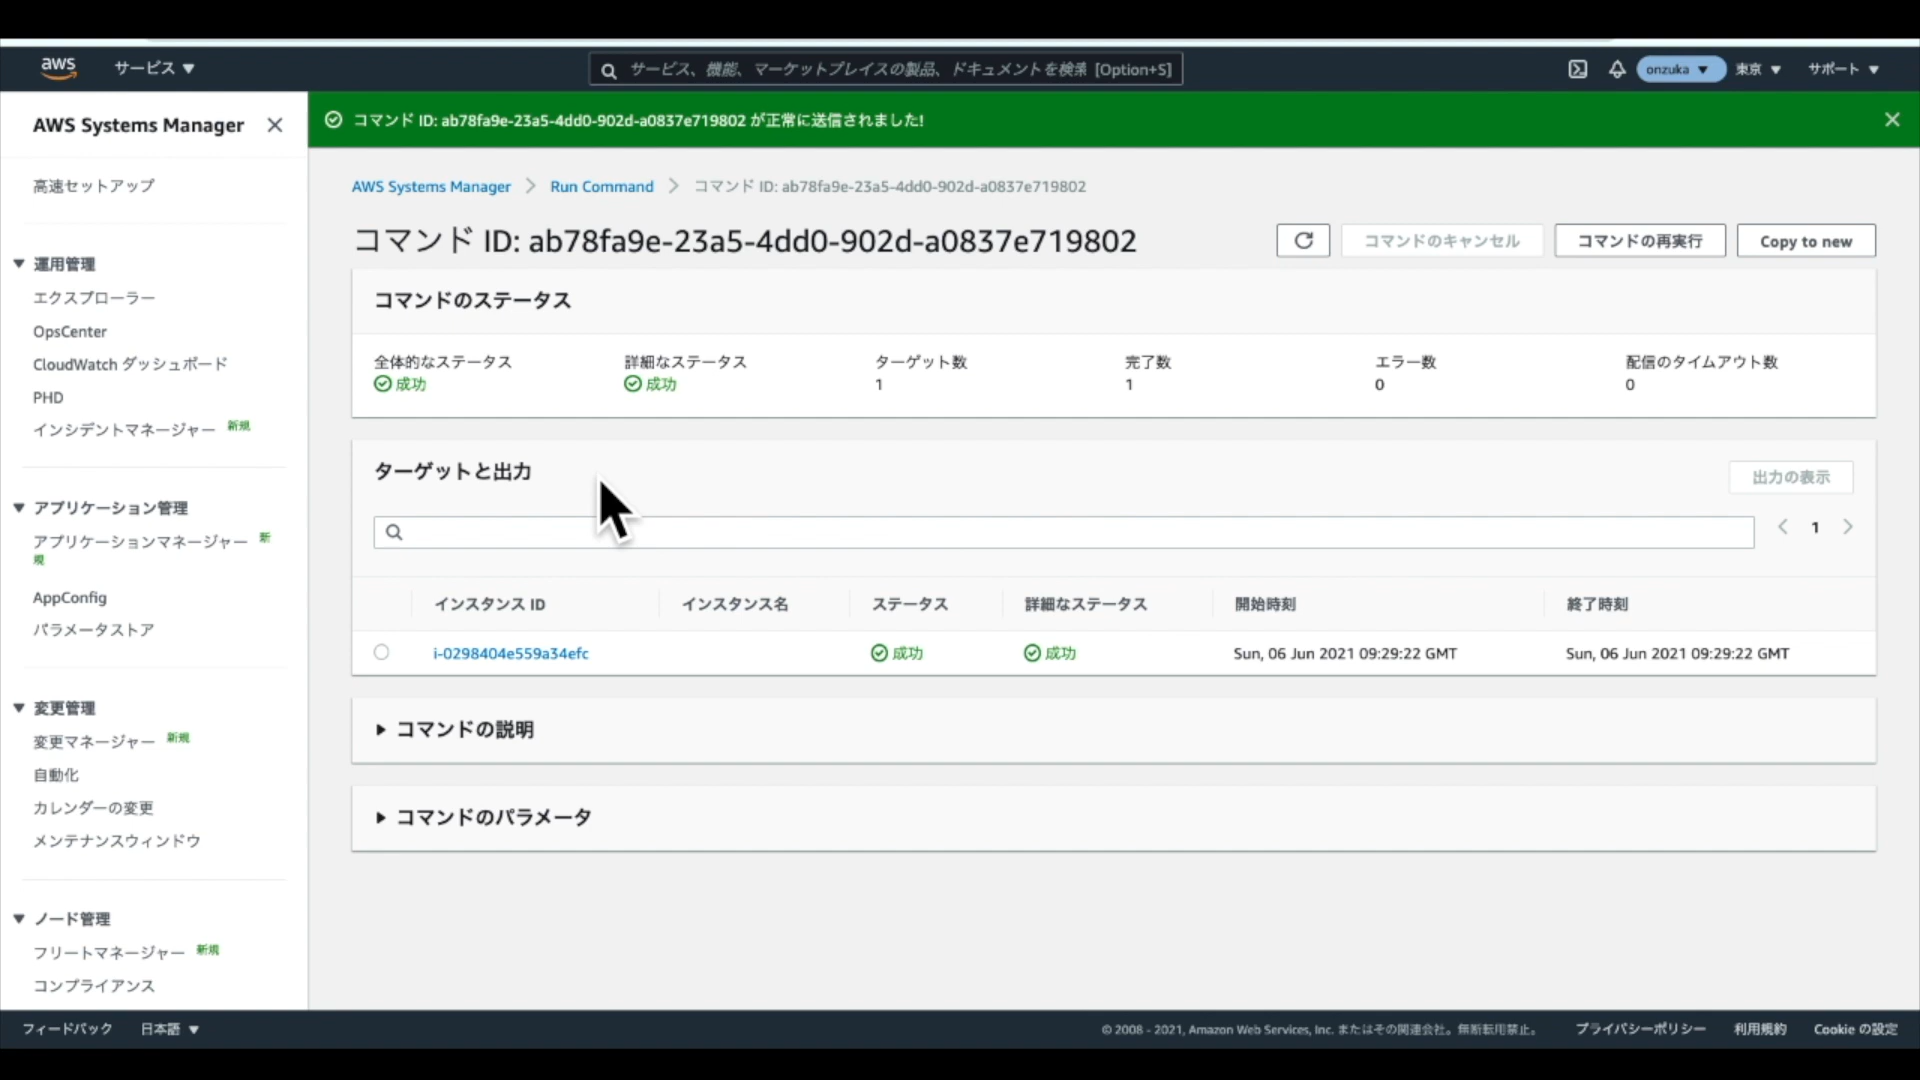 aws
サービス ▼
サービス、機能、マーケットプレイスの製品、ドキュメントを検索 [Option+S]
onzuka ▼
東京 ▼
サポート ▼
AWS Systems Manager
コマンド ID: ab78fa9e-23a5-4dd0-902d-a0837e719802 が正常に送信されました!
高速セットアップ
▼ 運用管理
エクスプローラー
OpsCenter
CloudWatch ダッシュボード
PHD
インシデントマネージャー 新規
▼ アプリケーション管理
アプリケーションマネージャー 新
規
AppConfig
パラメータストア
▼ 変更管理
変更マネージャー 新規
自動化
カレンダーの変更
メンテナンスウィンドウ
▼ ノード管理
フリートマネージャー 新規
コンプライアンス
AWS Systems Manager > Run Command > コマンド ID: ab78fa9e-23a5-4dd0-902d-a0837e719802
コマンド ID: ab78fa9e-23a5-4dd0-902d-a0837e719802
コマンドのキャンセル
コマンドの再実行
Copy to new
コマンドのステータス
全体的なステータス 詳細なステータス ターゲット数 完了数 エラー数 配信のタイムアウト数
成功 成功 1 1 0 0
ターゲットと出力
出力の表示
1
インスタンス ID インスタンス名 ステータス 詳細なステータス 開始時刻 終了時刻
i-0298404e559a34efc 成功 成功 Sun, 06 Jun 2021 09:29:22 GMT Sun, 06 Jun 2021 09:29:22 GMT
コマンドの説明
コマンドのパラメータ
フィードバック
日本語 ▼
© 2008 - 2021, Amazon Web Services, Inc. またはその関連会社。無断転用禁止。
プライバシーポリシー
利用規約
Cookie の設定